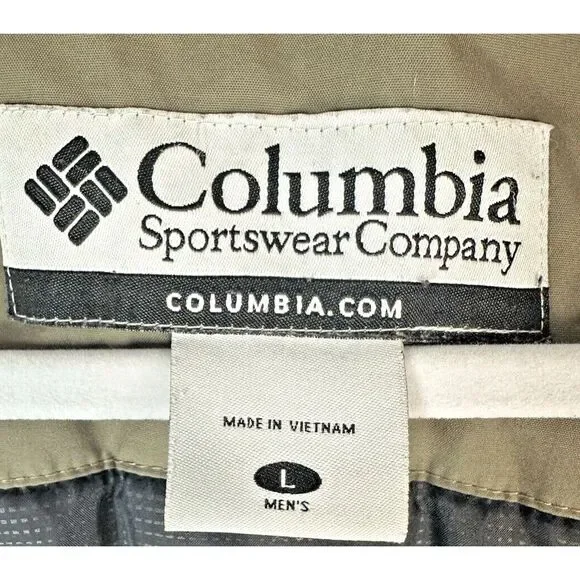 Columbia
Sportswear Company
COLUMBIA.COM
MADE IN VIETNAM
L
MEN'S